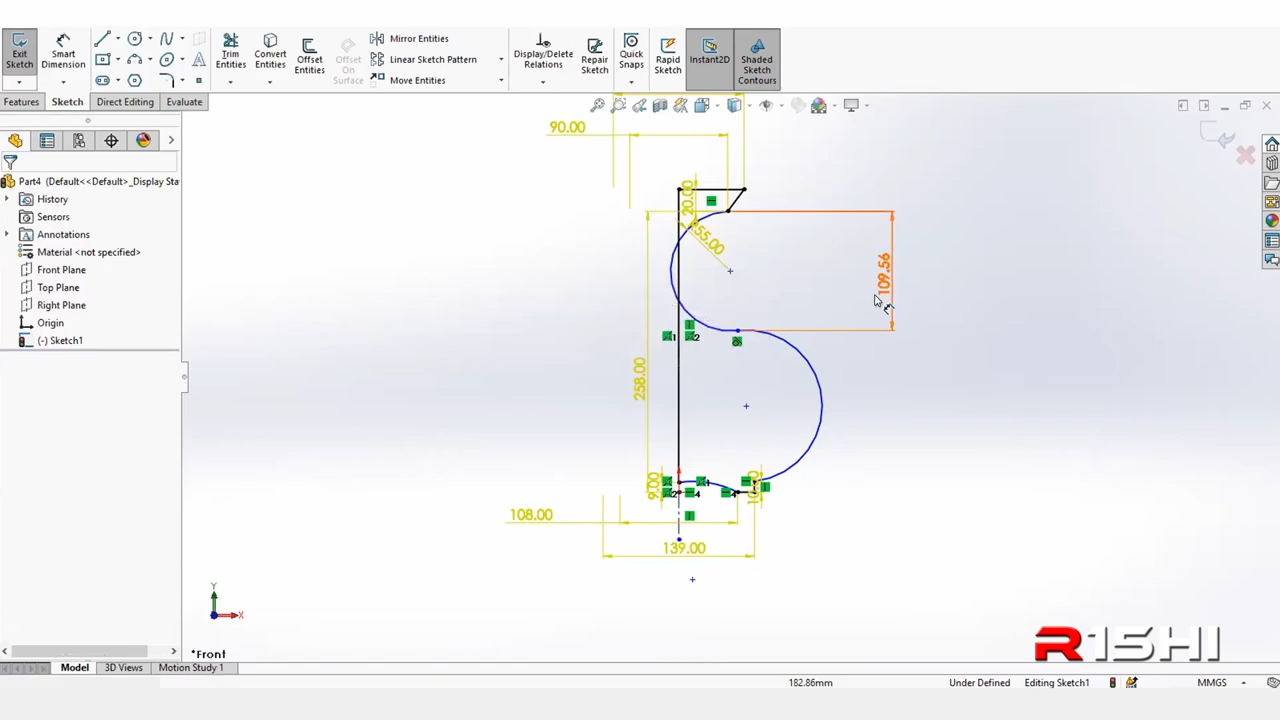 Exit Sketch
Smart Dimension
Trim Entities
Convert Entities
Offset Entities
Offset On Surface
Mirror Entities
Linear Sketch Pattern
Move Entities
Display/Delete Relations
Repair Sketch
Quick Snaps
Rapid Sketch
Instant2D
Shaded Sketch Contours
Features
Sketch
Direct Editing
Evaluate
Part4 (Default<<Default>_Display Sta
History
Sensors
Annotations
Material <not specified>
Front Plane
Top Plane
Right Plane
Origin
(-) Sketch1
90.00
20.00
R55.00
109.56
258.00
9.00
108.00
139.00
Y
X
*Front
R15HI
Model
3D Views
Motion Study 1
182.86mm
Under Defined
Editing Sketch1
MMGS